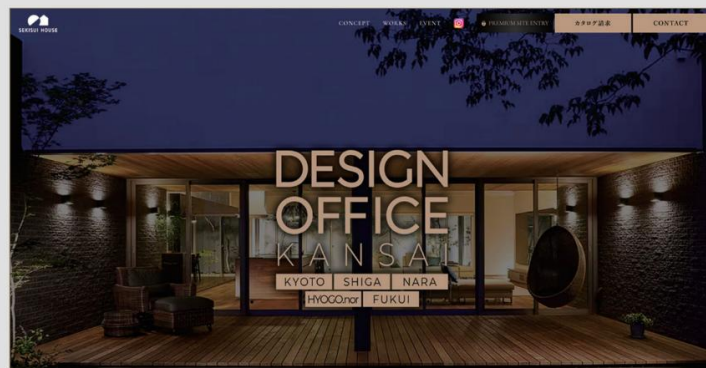 SEKISUI HOUSE
CONCEPT WORKS EVENT PREMIUM SITE ENTRY カタログ請求 CONTACT
DESIGN
OFFICE
KANSAI
KYOTO SHIGA NARA
HYOGO.nor FUKUI